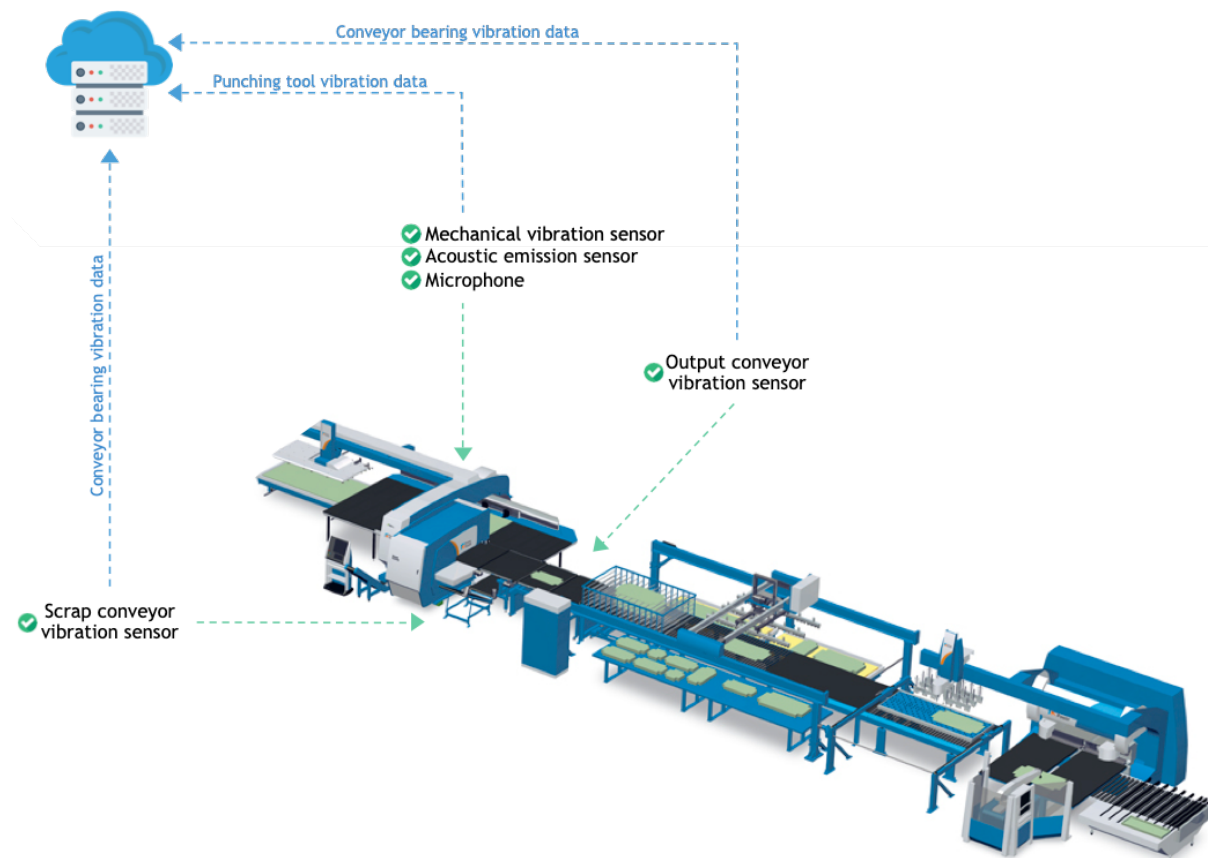 Conveyor bearing vibration data
Punching tool vibration data
Mechanical vibration sensor
Acoustic emission sensor
Microphone
Conveyor bearing vibration data
Output conveyor
vibration sensor
Scrap conveyor
vibration sensor